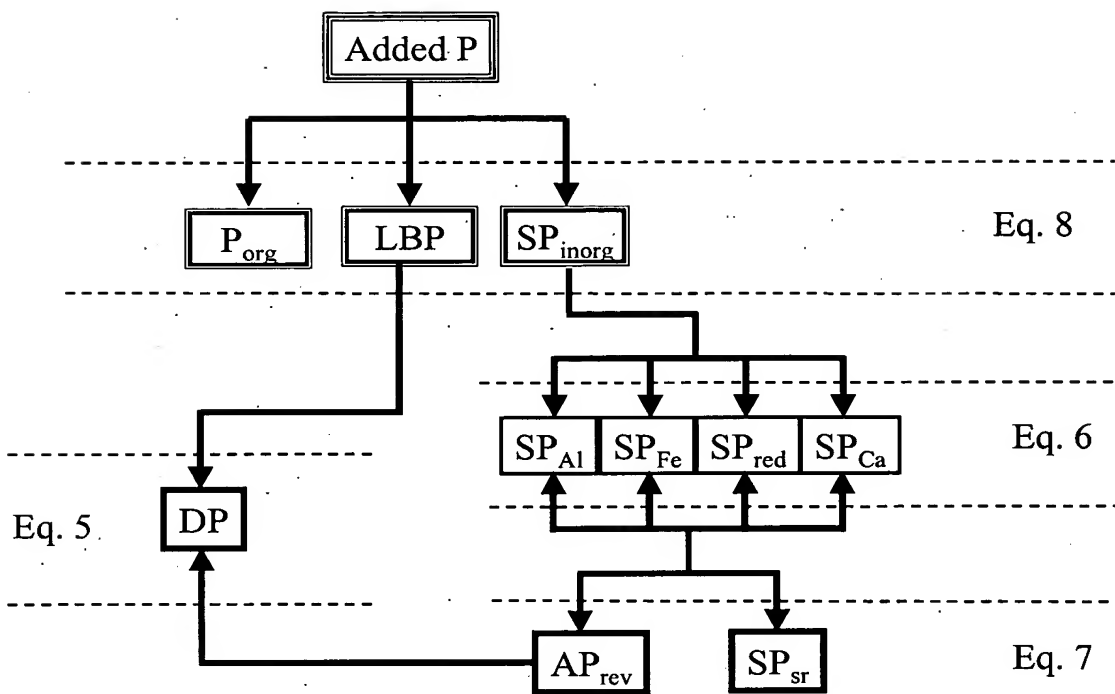 Added P
P_org LBP SP_inorg Eq. 8
SP_Al SP_Fe SP_red SP_Ca Eq. 6
Eq. 5 DP
AP_rev SP_sr Eq. 7